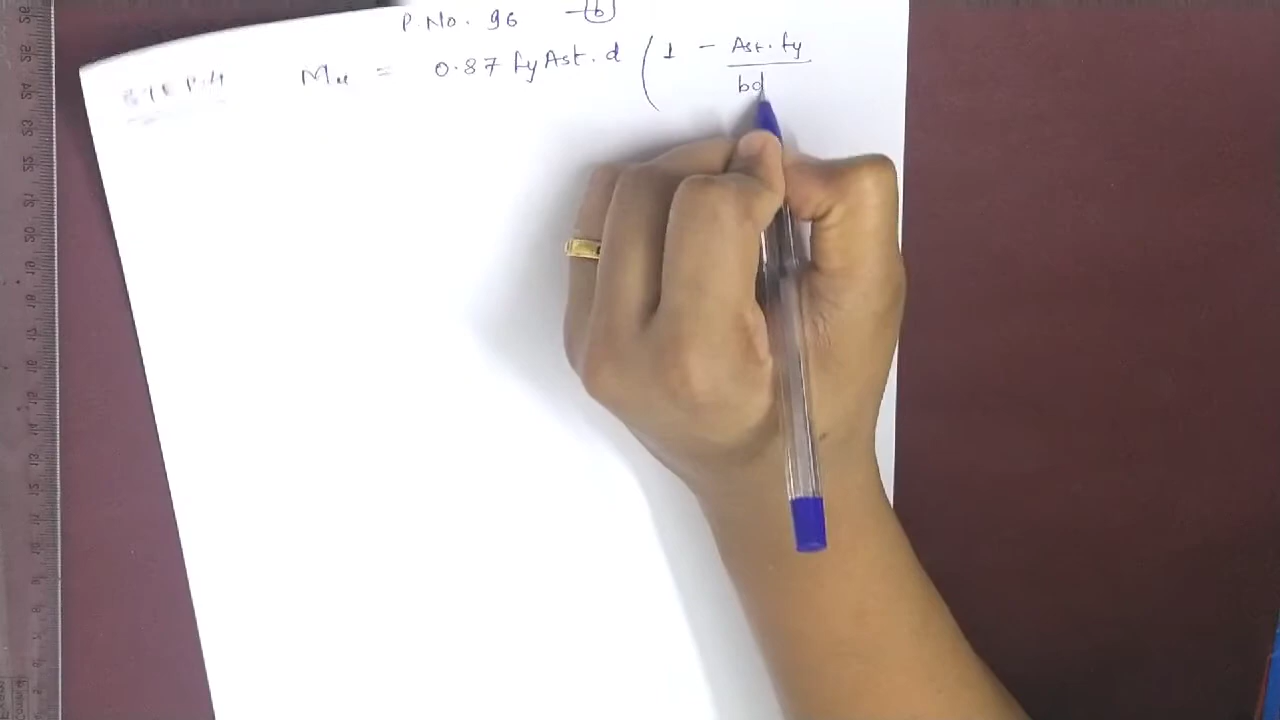 P. No. 96 - b
Mu = 0.87 fy Ast . d ( 1 - Ast . fy
bd